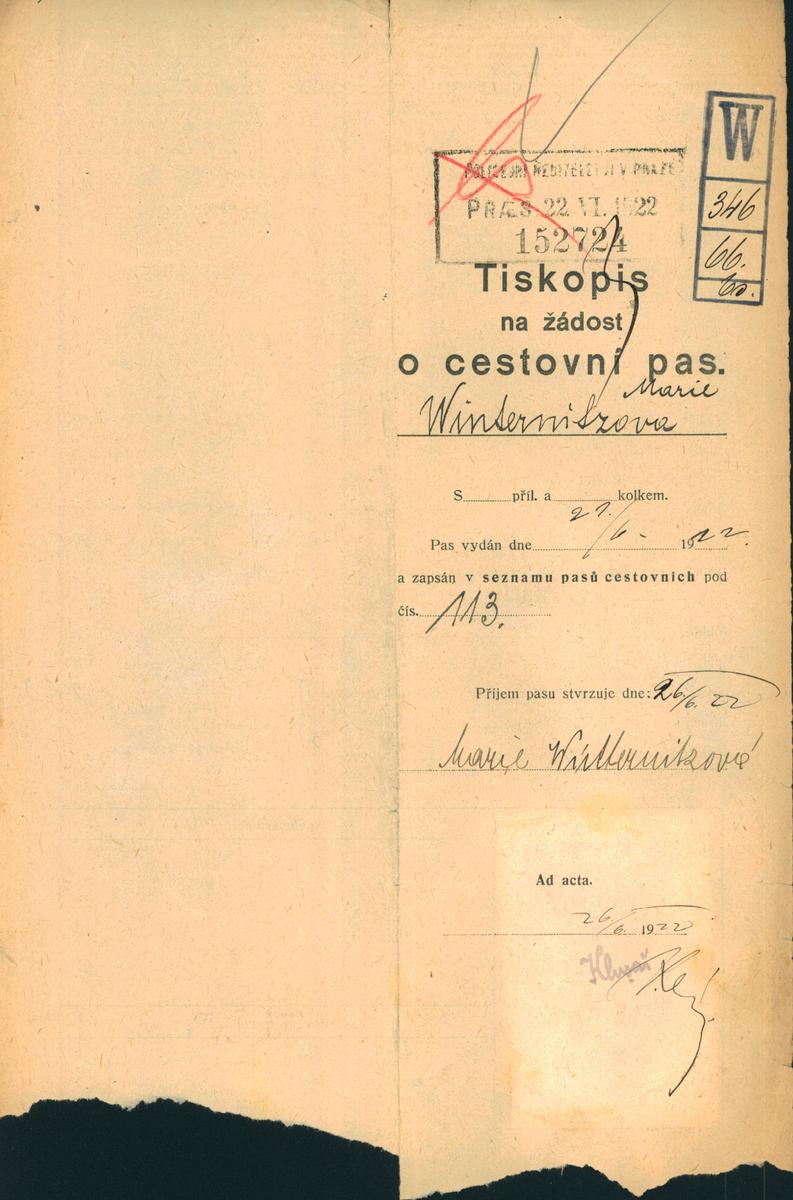 POLICEJNÍ ŘEDITELSTVÍ V PRAZE
PRÆS. 22 VI. 1922
152724
W
346
66.
60.
Tiskopis
na žádost
o cestovní pas.
Marie
Winternitzova
S ........ příl. a ........ kolkem.
Pas vydán dne 21/6. 1922.
a zapsán v seznamu pasů cestovních pod
čís. 113.
Příjem pasu stvrzuje dne: 26/6. 22
Marie Winternitzová
Ad acta.
26/6. 1922